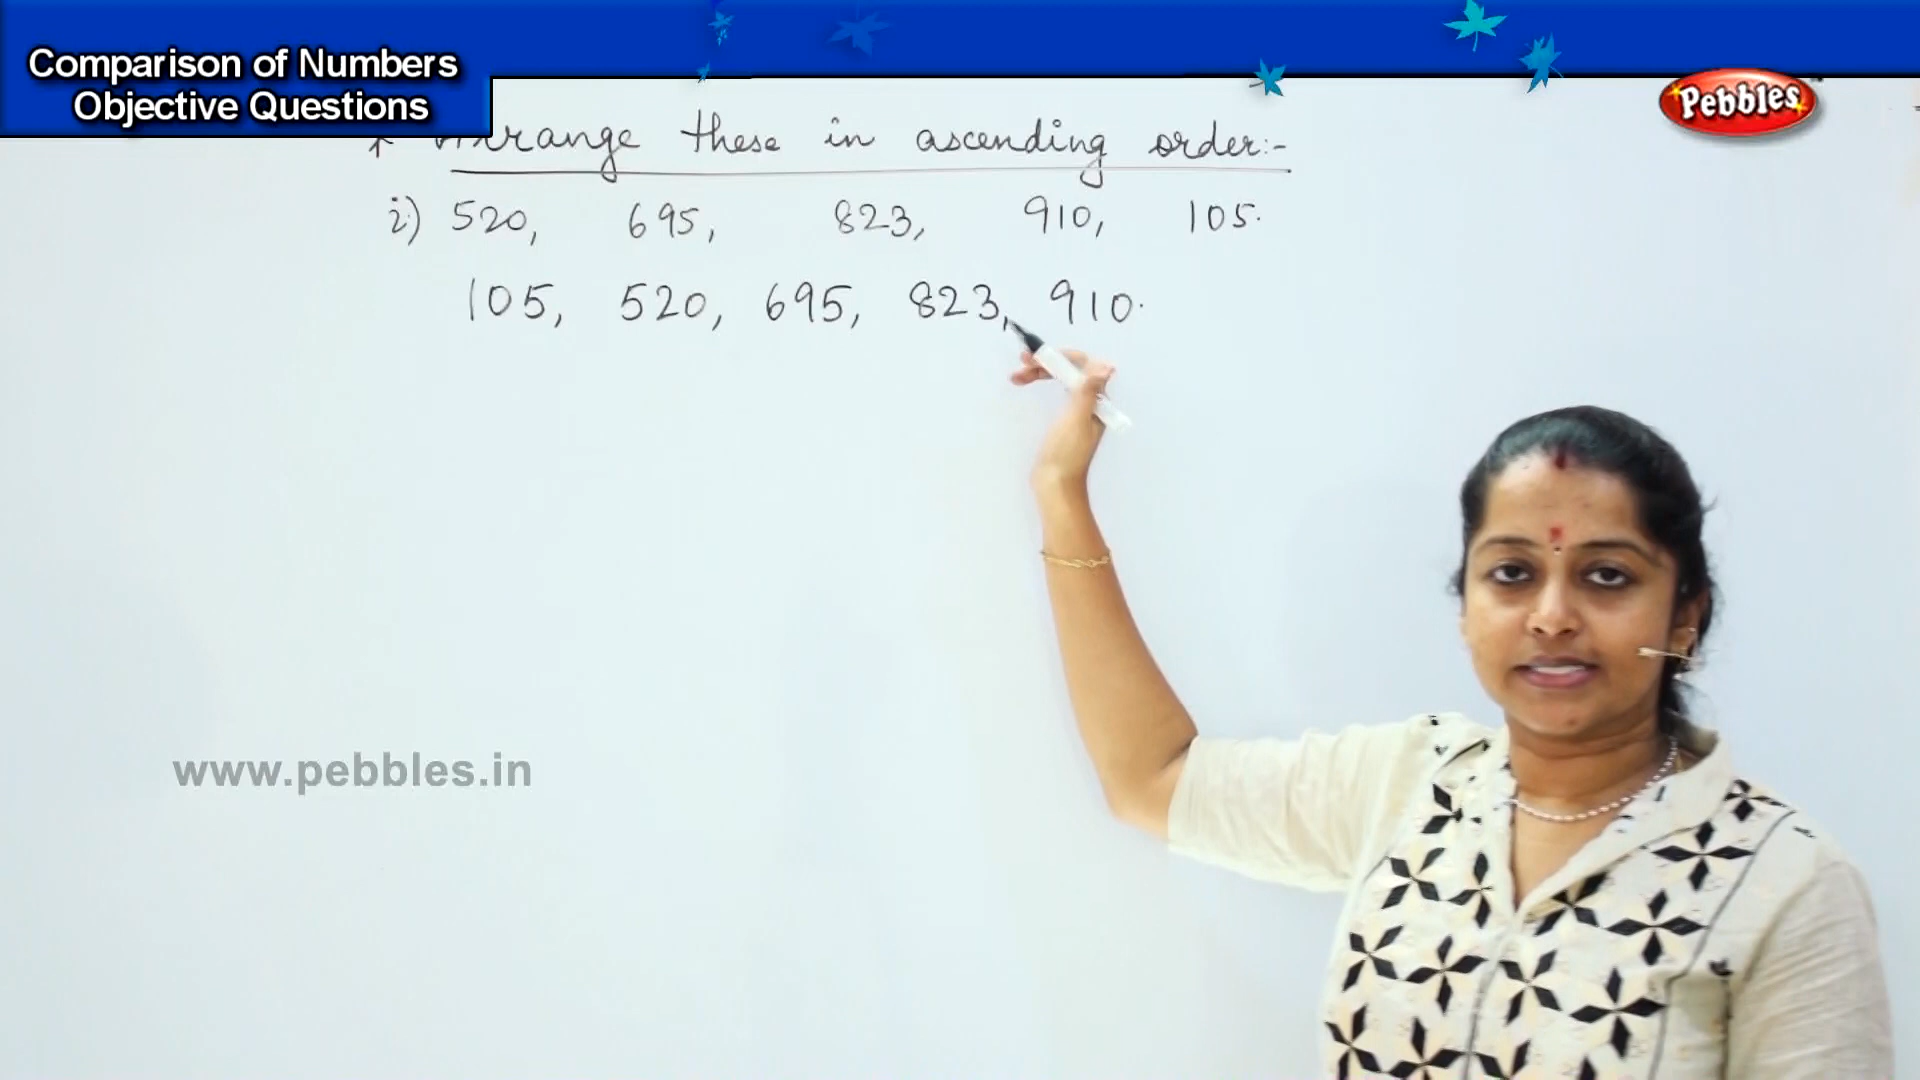 Comparison of Numbers
Objective Questions
Pebbles
Arrange these in ascending order:-
i) 520, 695, 823, 910, 105.
105, 520, 695, 823, 910.
www.pebbles.in